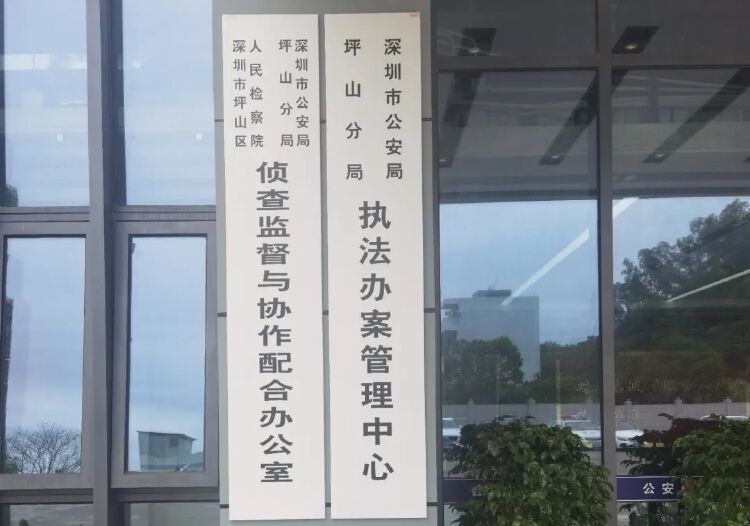 深圳市公安局
坪山分局
执法办案管理中心
深圳市公安局
坪山分局
深圳市坪山区
人民检察院
侦查监督与协作配合办公室
公
公安